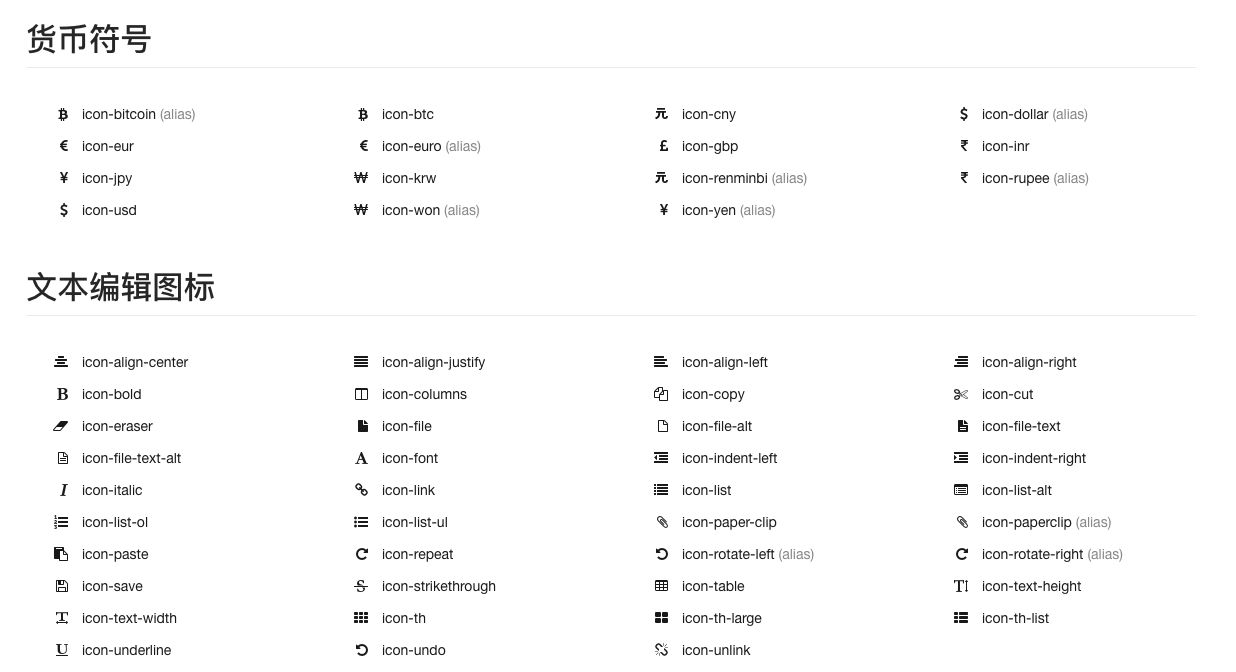 货币符号
icon-bitcoin (alias) icon-btc icon-cny icon-dollar (alias)
icon-eur icon-euro (alias) icon-gbp icon-inr
icon-jpy icon-krw icon-renminbi (alias) icon-rupee (alias)
icon-usd icon-won (alias) icon-yen (alias)
文本编辑图标
icon-align-center icon-align-justify icon-align-left icon-align-right
icon-bold icon-columns icon-copy icon-cut
icon-eraser icon-file icon-file-alt icon-file-text
icon-file-text-alt icon-font icon-indent-left icon-indent-right
icon-italic icon-link icon-list icon-list-alt
icon-list-ol icon-list-ul icon-paper-clip icon-paperclip (alias)
icon-paste icon-repeat icon-rotate-left (alias) icon-rotate-right (alias)
icon-save icon-strikethrough icon-table icon-text-height
icon-text-width icon-th icon-th-large icon-th-list
icon-underline icon-undo icon-unlink